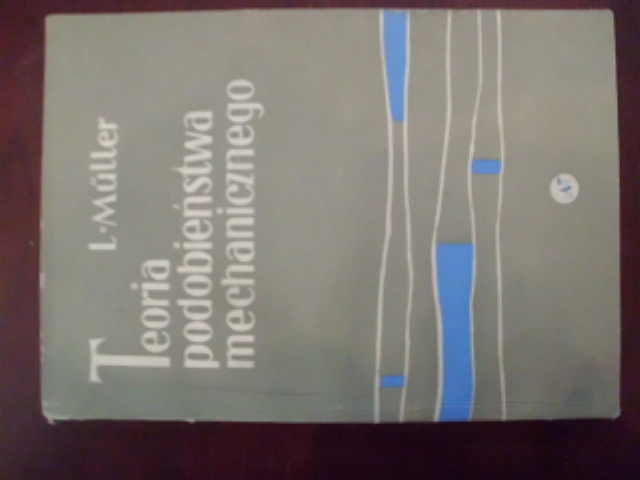 L. Müller
Teoria
podobieństwa
mechanicznego